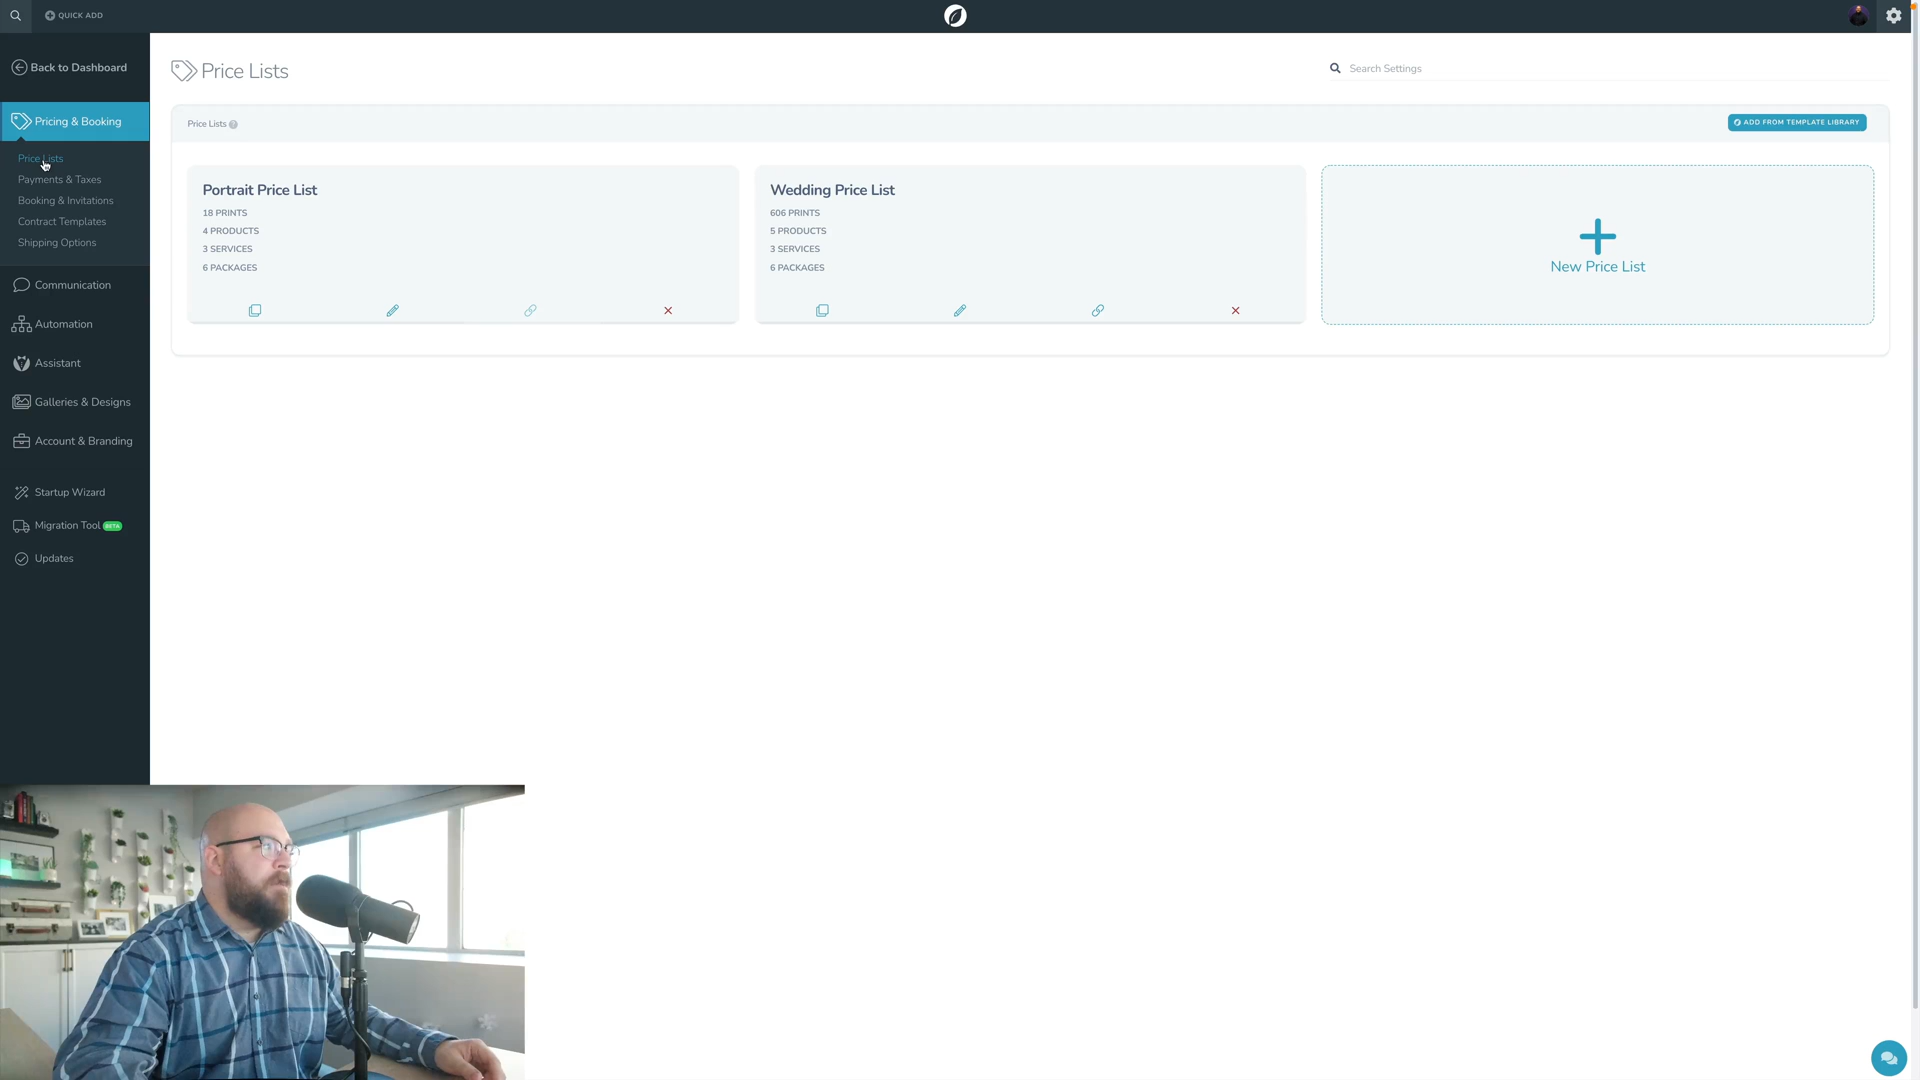 QUICK ADD
Back to Dashboard
Pricing & Booking
Price Lists
Payments & Taxes
Booking & Invitations
Contract Templates
Shipping Options
Communication
Automation
Assistant
Galleries & Designs
Account & Branding
Startup Wizard
Migration Tool BETA
Updates
Price Lists
Search Settings
Price Lists ?
ADD FROM TEMPLATE LIBRARY
Portrait Price List
18 PRINTS
4 PRODUCTS
3 SERVICES
6 PACKAGES
Wedding Price List
606 PRINTS
5 PRODUCTS
3 SERVICES
6 PACKAGES
New Price List